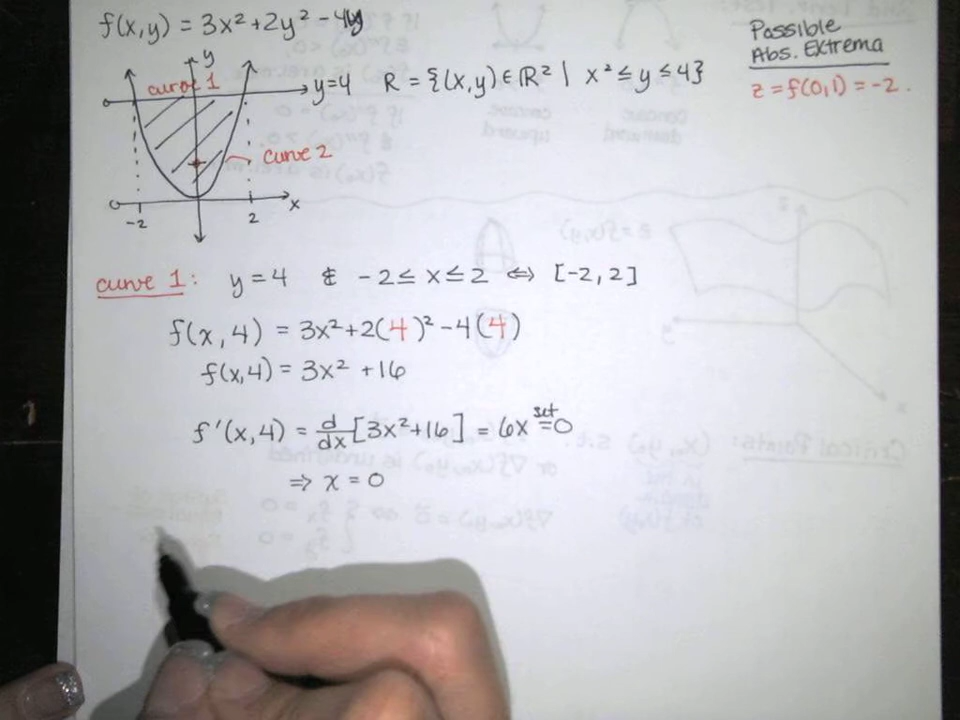 f(x,y) = 3x² + 2y² - 4y
Possible
Abs. Extrema
z = f(0,1) = -2.
y
curve 1
y=4
R = {(x,y) ∈ ℝ² | x² ≤ y ≤ 4}
curve 2
-2
2
x
curve 1: y = 4 & -2 ≤ x ≤ 2 ⇔ [-2,2]
f(x,4) = 3x²+2(4)²-4(4)
f(x,4) = 3x² + 16
f'(x,4) = d/dx [3x²+16] = 6x set = 0
⇒ x = 0